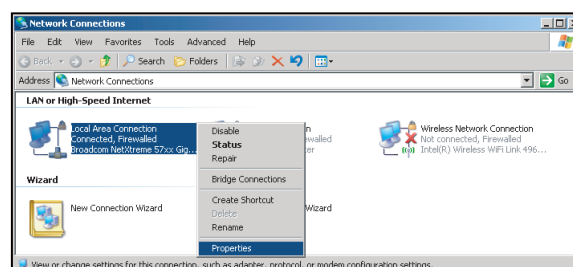 Network Connections
File Edit View Favorites Tools Advanced Help
Back Search Folders
Address Network Connections Go
LAN or High-Speed Internet
Local Area Connection
Connected, Firewalled
Broadcom NetXtreme 57xx Gig...
Wireless Network Connection
Not connected, Firewalled
Intel(R) Wireless WiFi Link 496...
Disable
Status
Repair
Bridge Connections
Create Shortcut
Delete
Rename
Properties
Wizard
New Connection Wizard
Wizard
View or change settings for this connection, such as adapter, protocol, or modem configuration settings.